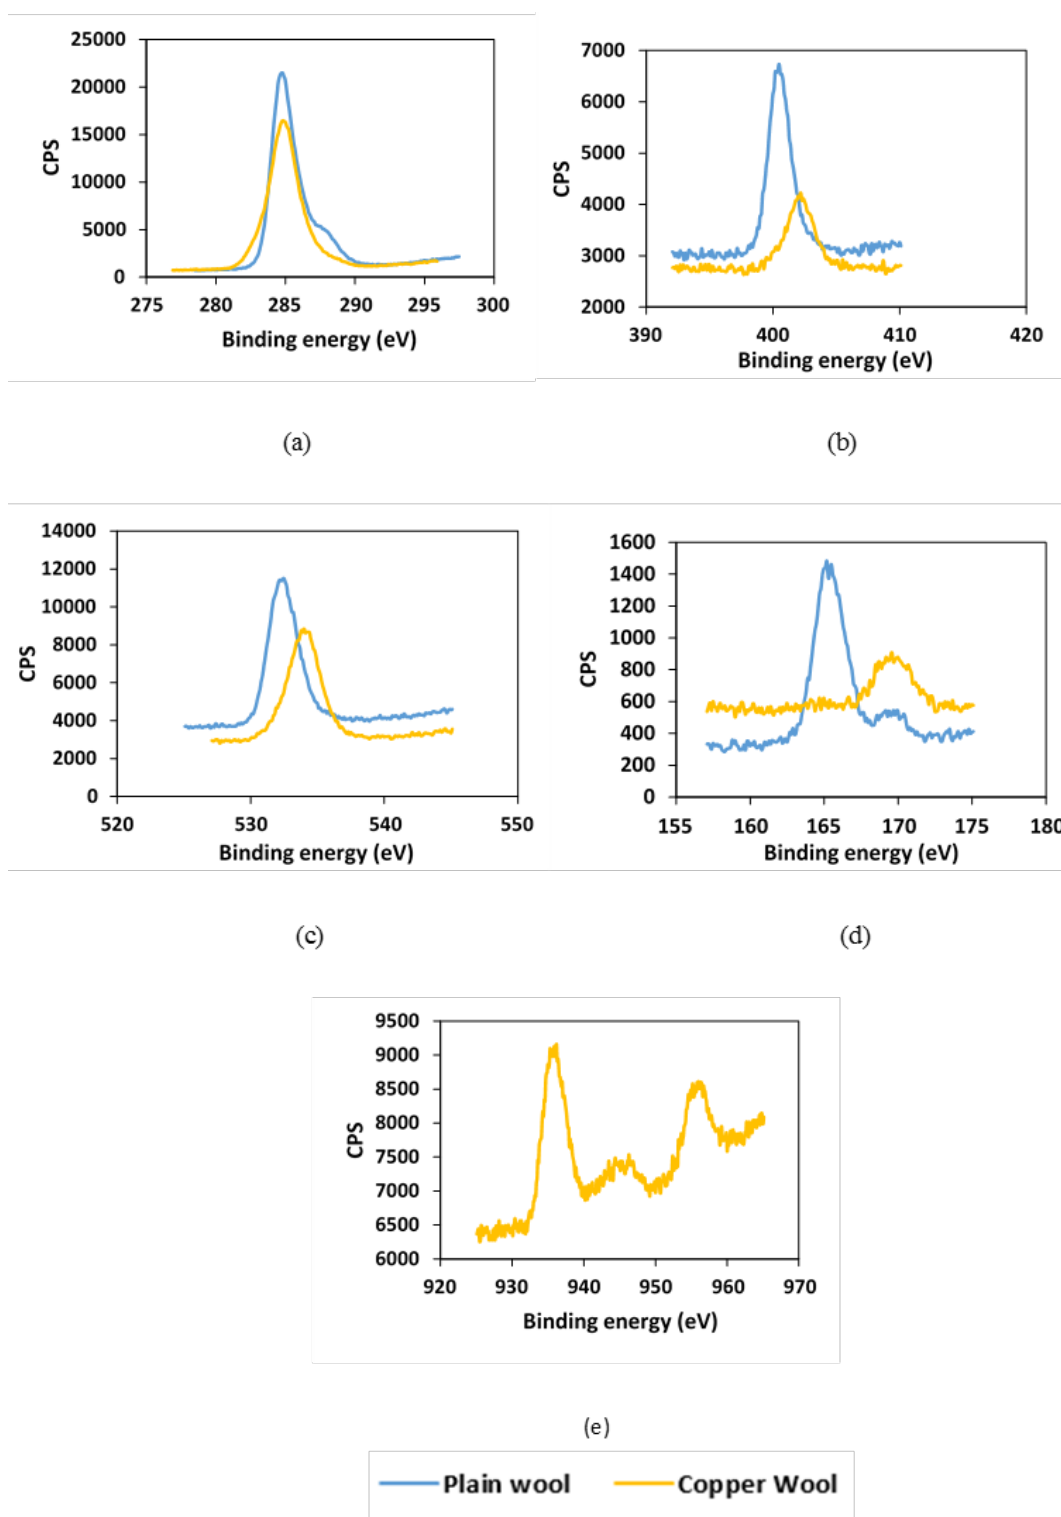 25000
20000
15000
10000
5000
0
CPS
275 280 285 290 295 300
Binding energy (eV)
(a)
7000
6000
5000
4000
3000
2000
CPS
390 400 410 420
Binding energy (eV)
(b)
14000
12000
10000
8000
6000
4000
2000
0
CPS
520 530 540 550
Binding energy (eV)
(c)
1600
1400
1200
1000
800
600
400
200
0
CPS
155 160 165 170 175 180
Binding energy (eV)
(d)
9500
9000
8500
8000
7500
7000
6500
6000
CPS
920 930 940 950 960 970
Binding energy (eV)
(e)
Plain wool Copper Wool